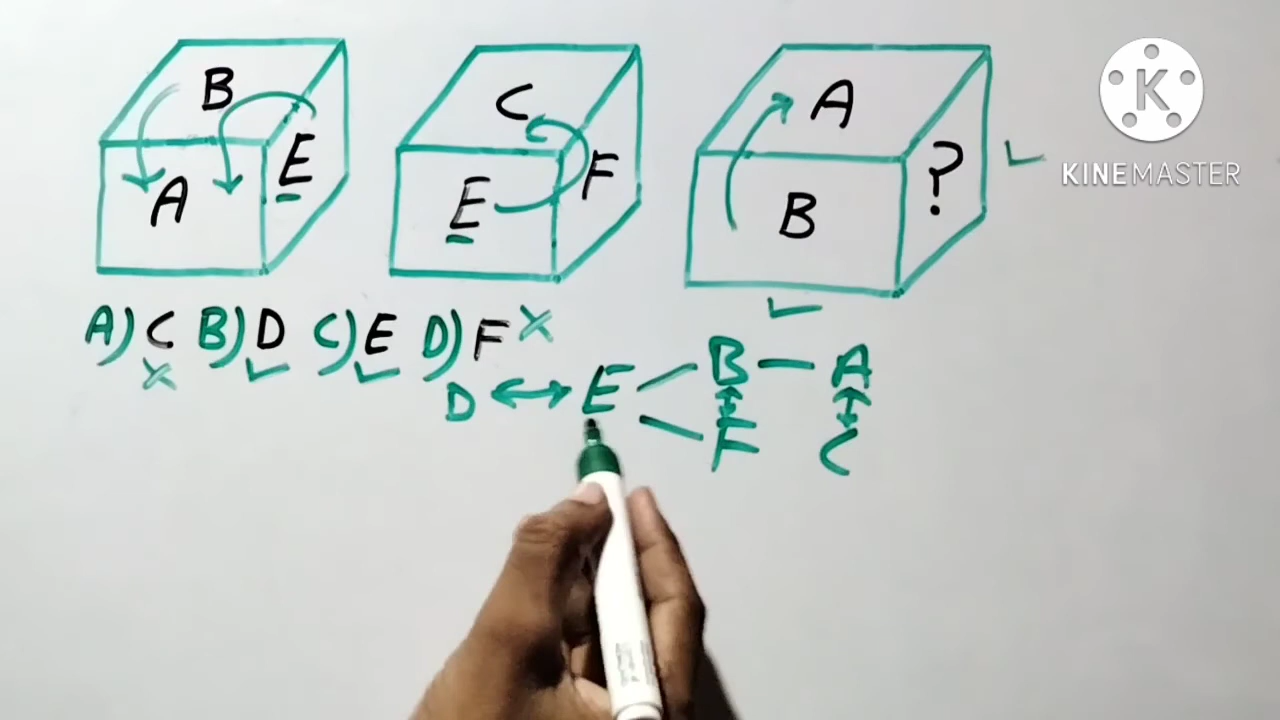 B
A
E
C
E
F
A
B
?
K
KINEMASTER
A) C B) D C) E D) F
D E B A
F C